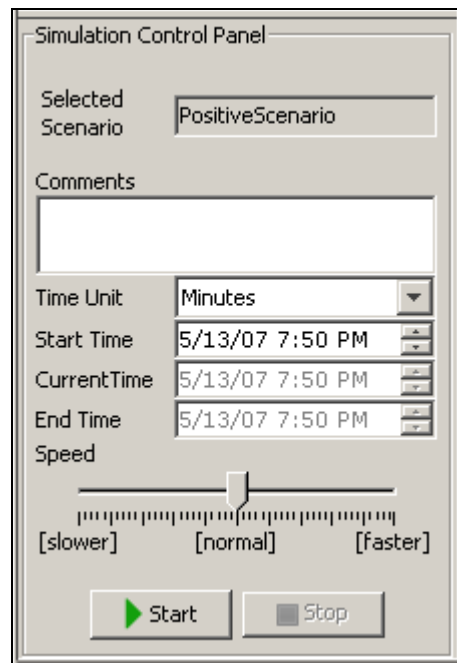 Simulation Control Panel
Selected
Scenario
PositiveScenario
Comments
Time Unit Minutes
Start Time 5/13/07 7:50 PM
CurrentTime 5/13/07 7:50 PM
End Time 5/13/07 7:50 PM
Speed
[slower] [normal] [faster]
Start Stop